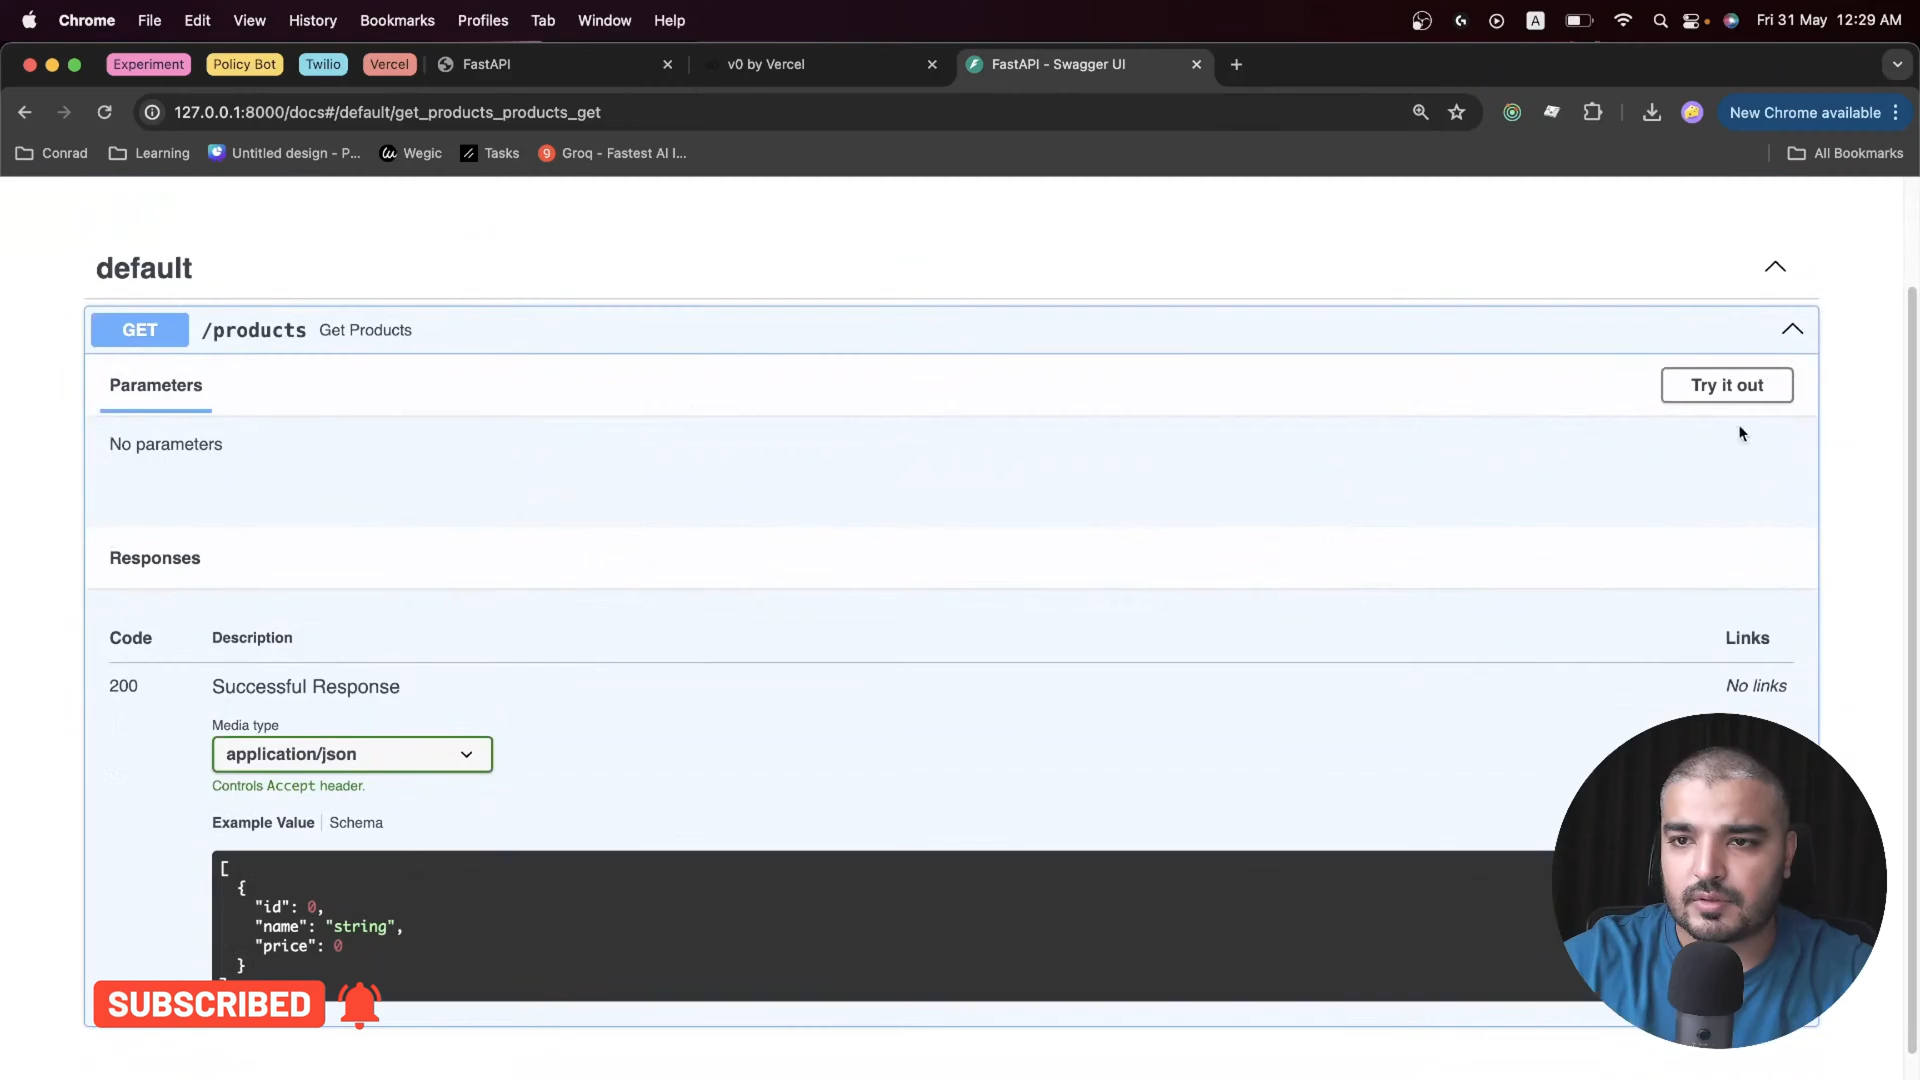 Chrome File Edit View History Bookmarks Profiles Tab Window Help A Fri 31 May 12:29 AM
Experiment Policy Bot Twilio Vercel FastAPI v0 by Vercel FastAPI - Swagger UI
127.0.0.1:8000/docs#/default/get_products_products_get New Chrome available
Conrad Learning Untitled design - P... Wegic Tasks 9 Groq - Fastest AI I... All Bookmarks
default
GET /products Get Products
Parameters Try it out
No parameters
Responses
Code Description Links
200 Successful Response No links
Media type
application/json
Controls Accept header.
Example Value Schema
[
{
"id": 0,
"name": "string",
"price": 0
}
SUBSCRIBED